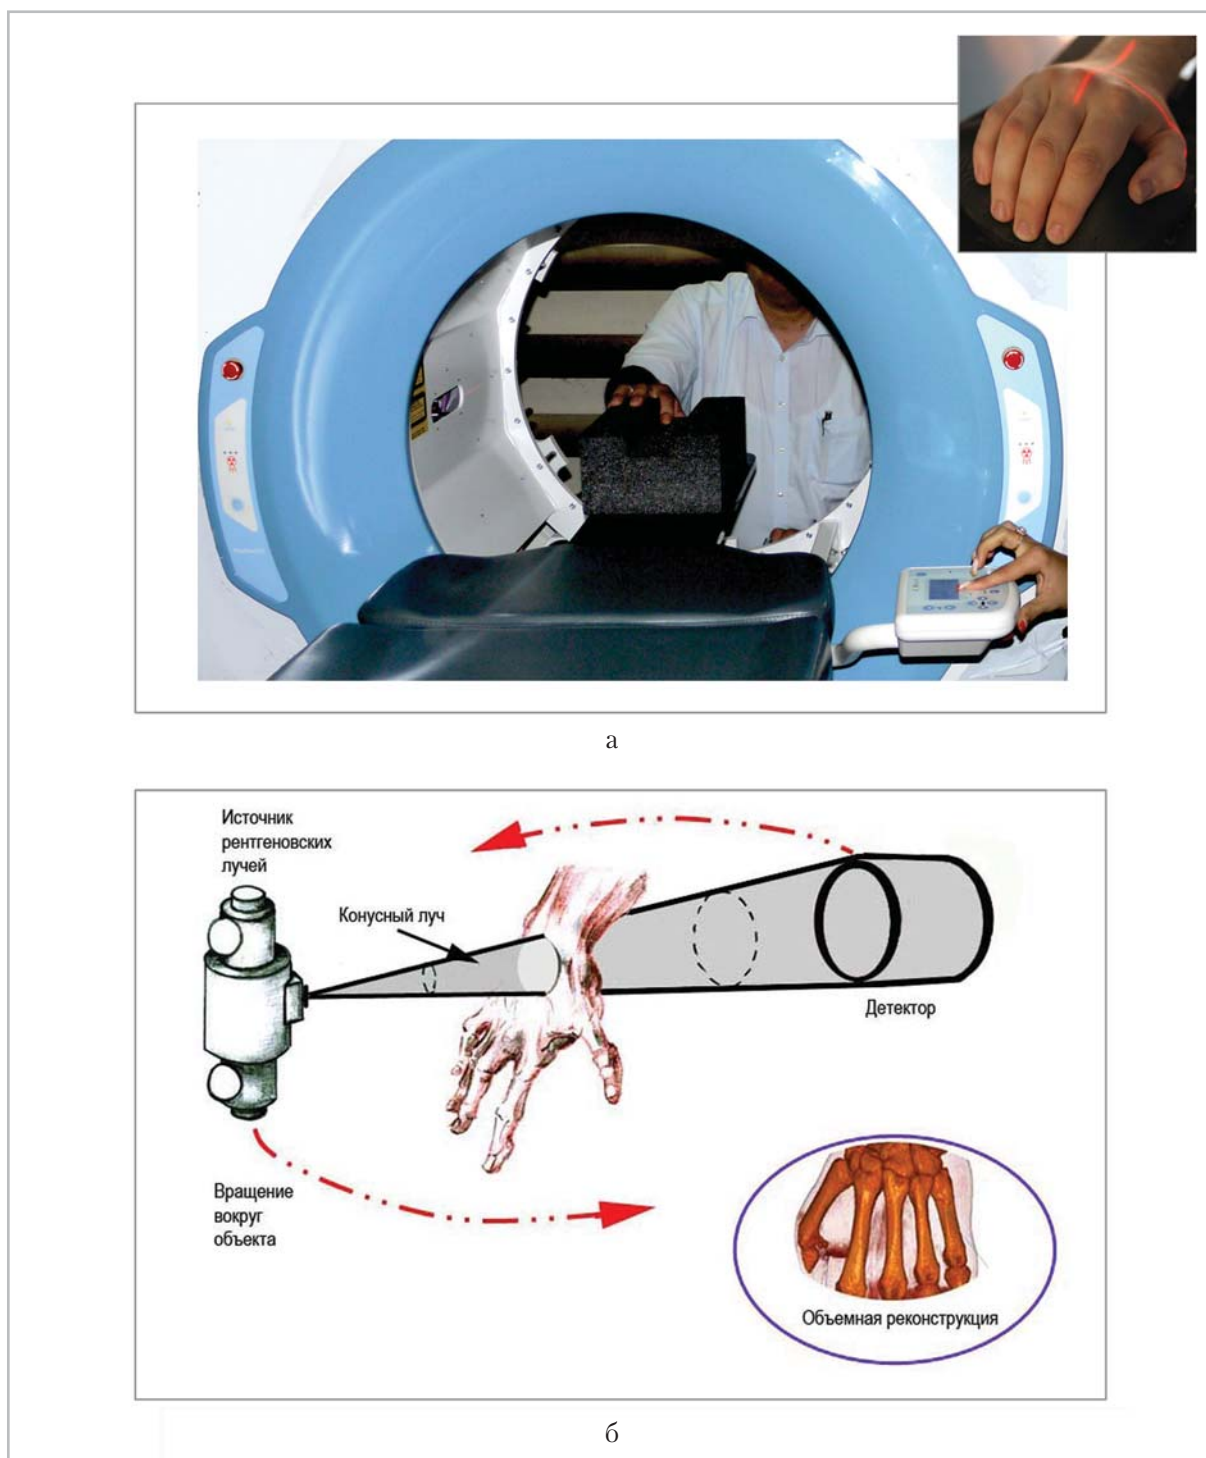 а
Источник
рентгеновских
лучей
Конусный луч
Детектор
Вращение
вокруг
объекта
Объемная реконструкция
б